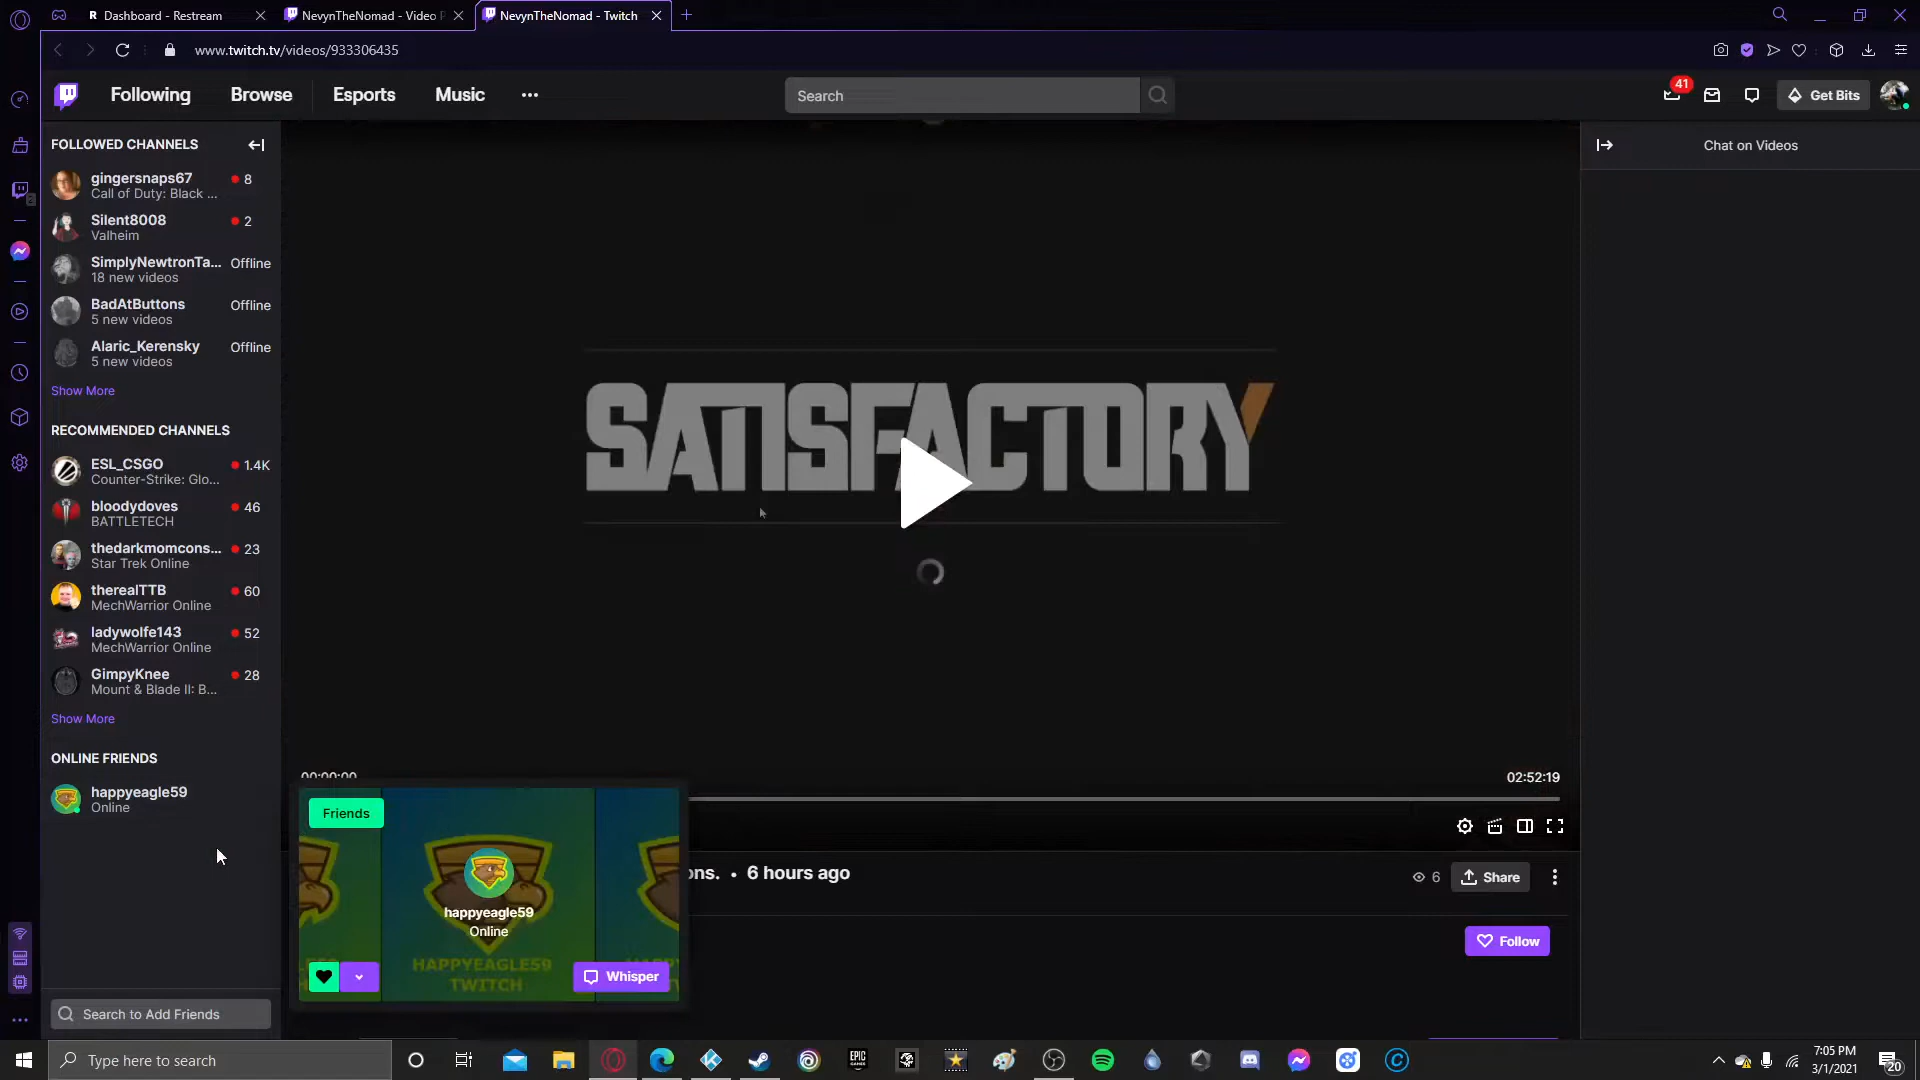 Dashboard - Restream
NevynTheNomad - Video P
NevynTheNomad - Twitch
www.twitch.tv/videos/933306435
Following
Browse
Esports
Music
Search
41
Get Bits
FOLLOWED CHANNELS
gingersnaps67
8
Call of Duty: Black ...
Silent8008
2
Valheim
SimplyNewtronTa...
Offline
18 new videos
BadAtButtons
Offline
5 new videos
Alaric_Kerensky
Offline
5 new videos
Show More
RECOMMENDED CHANNELS
ESL_CSGO
1.4K
Counter-Strike: Glo...
bloodydoves
46
BATTLETECH
thedarkmomcons...
23
Star Trek Online
therealTTB
60
MechWarrior Online
ladywolfe143
52
MechWarrior Online
GimpyKnee
28
Mount & Blade II: B...
Show More
ONLINE FRIENDS
happyeagle59
Online
Search to Add Friends
SATISFACTORY
00:00:00
02:52:19
Friends
happyeagle59
Online
HAPPYEAGLE59
TWITCH
Whisper
ons. • 6 hours ago
6
Share
Follow
Chat on Videos
Type here to search
EPIC
GAMES
7:05 PM
3/1/2021
20